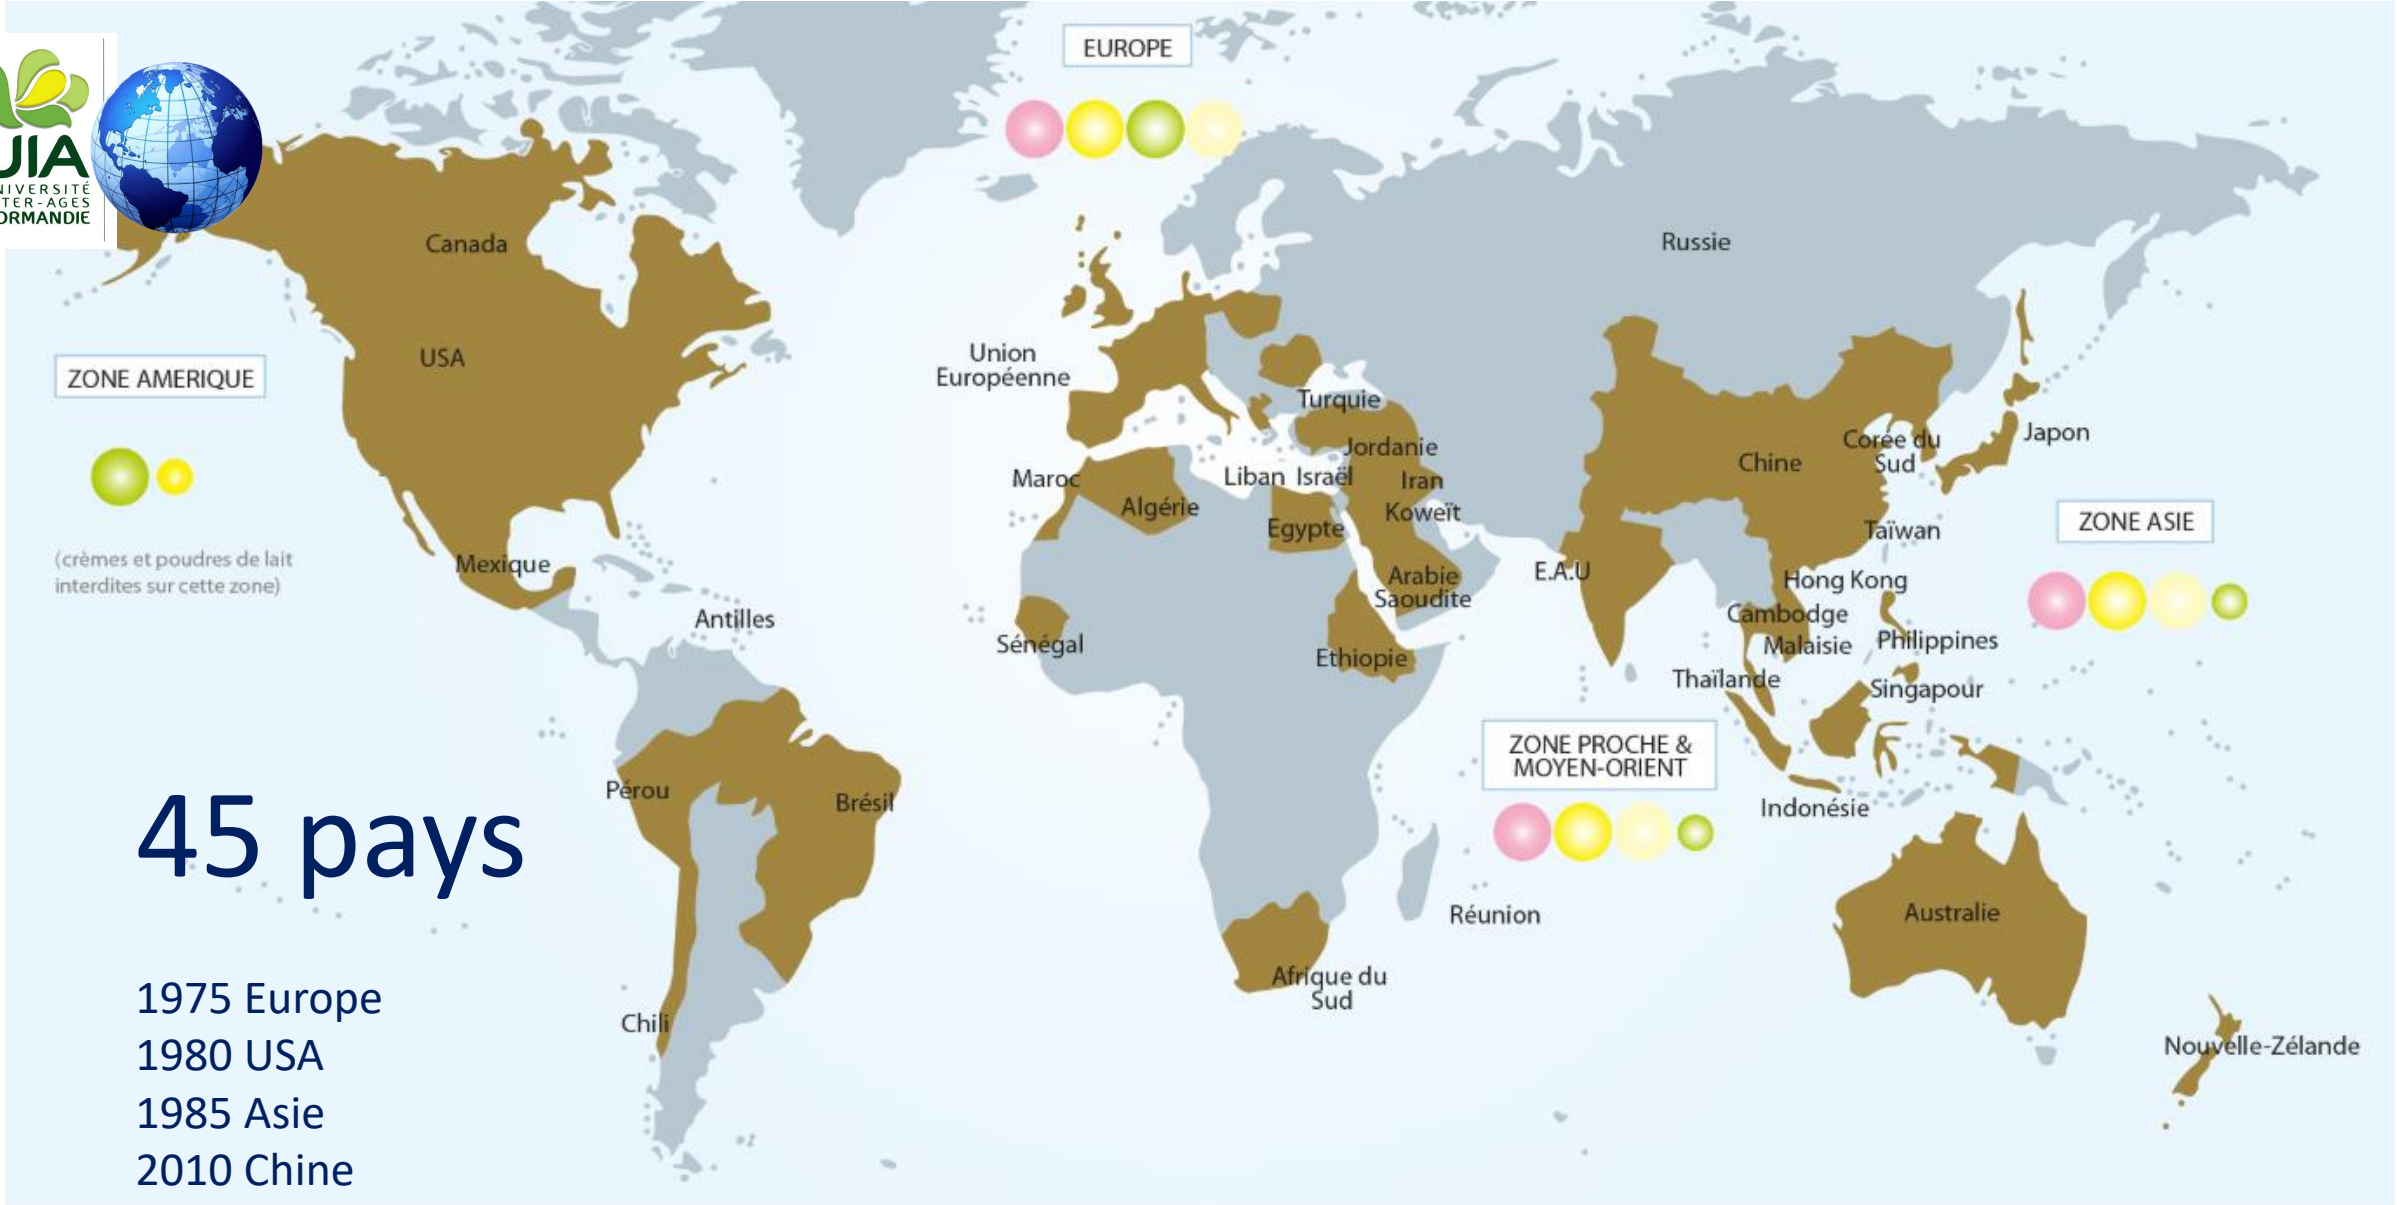 UIA
NIVERSITÉ
TER-AGES
ORMANDIE
EUROPE
Canada
Russie
USA
ZONE AMERIQUE
Union
Européenne
Turquie
Jordanie
Japon
Corée du
Sud
Chine
Maroc
Liban
Israël
Iran
Algérie
Koweït
Egypte
Taïwan
ZONE ASIE
Mexique
(crèmes et poudres de lait
interdites sur cette zone)
E.A.U
Arabie
Saoudite
Hong Kong
Antilles
Cambodge
Sénégal
Ethiopie
Malaisie
Philippines
Thaïlande
Singapour
ZONE PROCHE &
MOYEN-ORIENT
Pérou
Brésil
Indonésie
45 pays
Réunion
Australie
Afrique du
Sud
Chili
Nouvelle-Zélande
1975 Europe
1980 USA
1985 Asie
2010 Chine